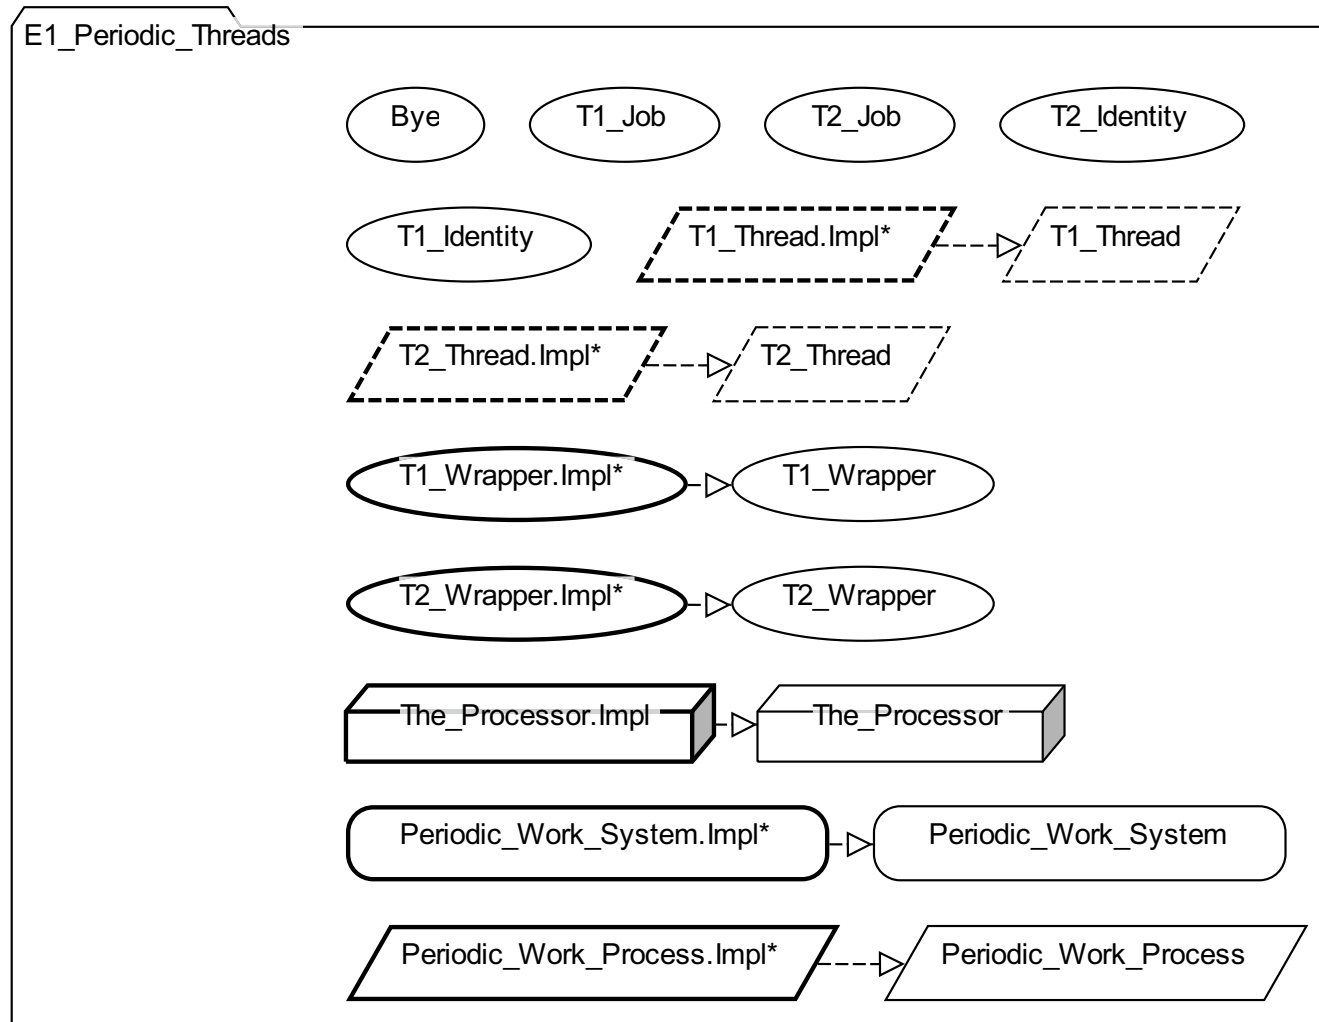 E1_Periodic_Threads
Bye T1_Job T2_Job T2_Identity
T1_Identity T1_Thread.Impl* T1_Thread
T2_Thread.Impl* T2_Thread
T1_Wrapper.Impl* T1_Wrapper
T2_Wrapper.Impl* T2_Wrapper
The_Processor.Impl The_Processor
Periodic_Work_System.Impl* Periodic_Work_System
Periodic_Work_Process.Impl* Periodic_Work_Process